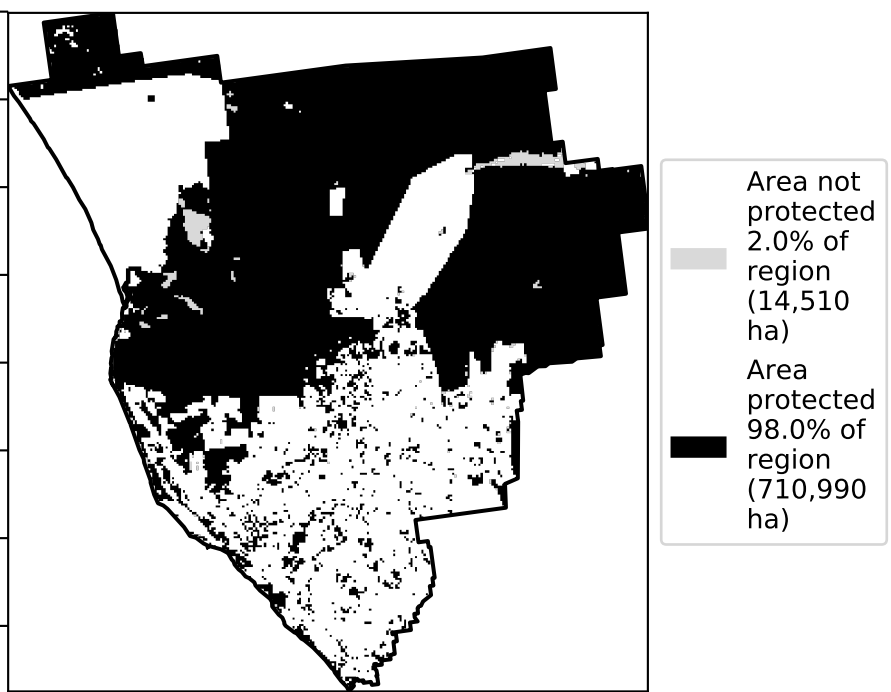 Area not
protected
2.0% of
region
(14,510
ha)
Area
protected
98.0% of
region
(710,990
ha)